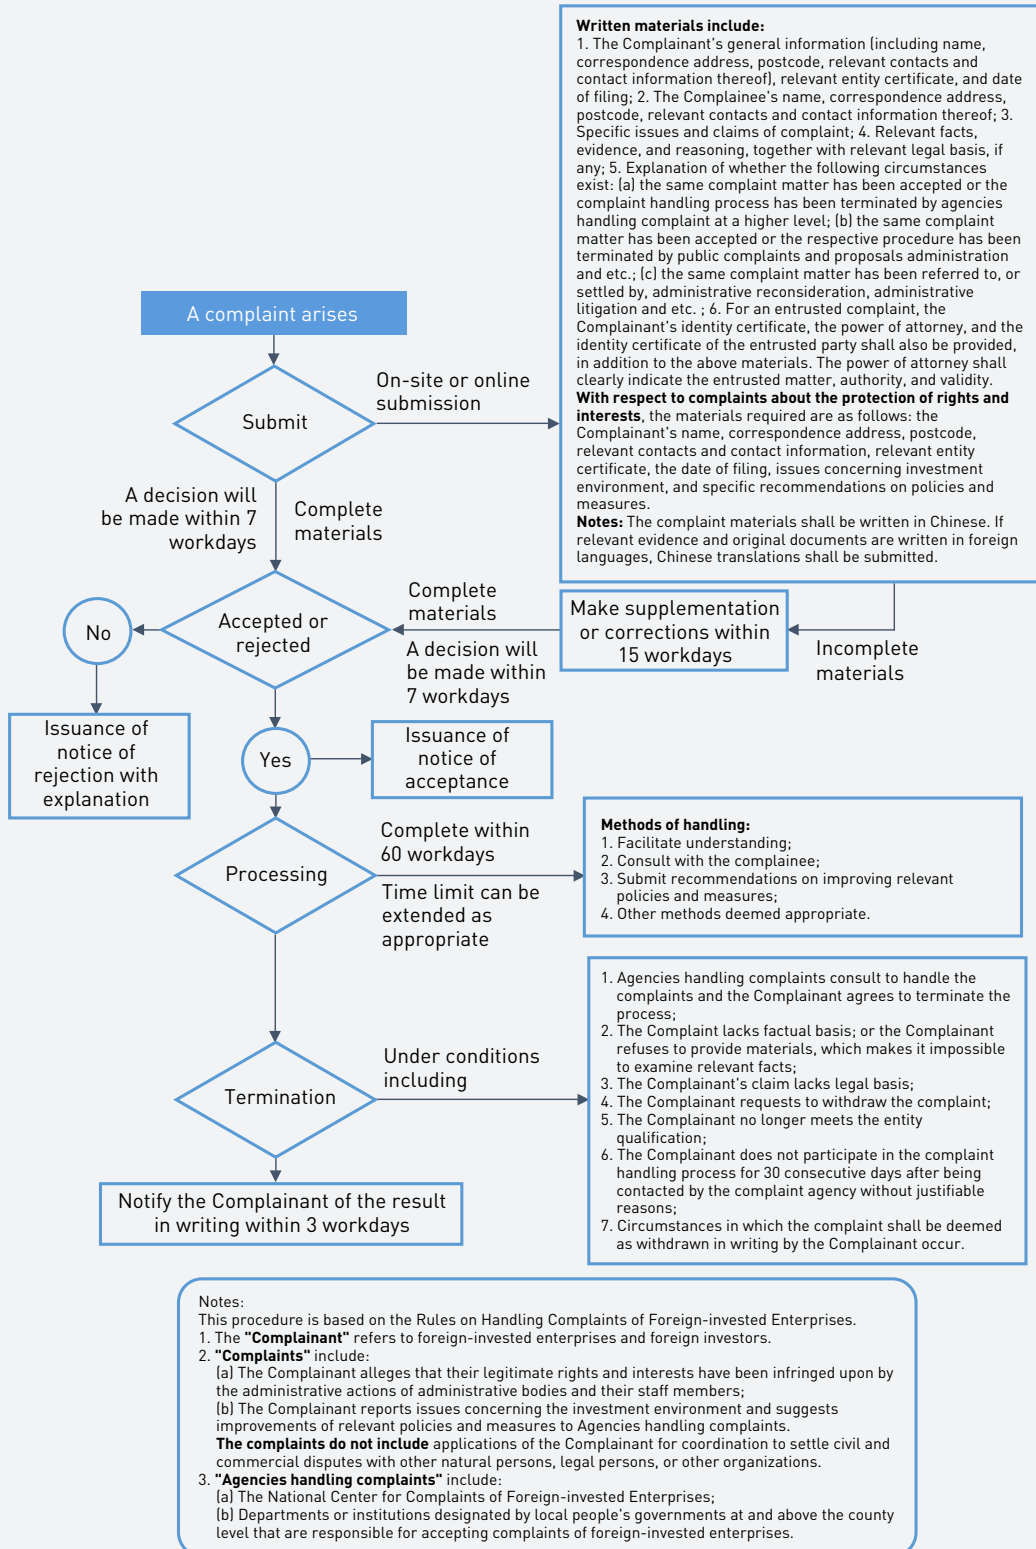 Written materials include:
1. The Complainant's general information (including name,
correspondence address, postcode, relevant contacts and
contact information thereof), relevant entity certificate, and date
of filing; 2. The Complainee's name, correspondence address,
postcode, relevant contacts and contact information thereof; 3.
Specific issues and claims of complaint; 4. Relevant facts,
evidence, and reasoning, together with relevant legal basis, if
any; 5. Explanation of whether the following circumstances
exist: (a) the same complaint matter has been accepted or the
complaint handling process has been terminated by agencies
handling complaint at a higher level; (b) the same complaint
matter has been accepted or the respective procedure has been
terminated by public complaints and proposals administration
and etc.; (c) the same complaint matter has been referred to, or
settled by, administrative reconsideration, administrative
litigation and etc. ; 6. For an entrusted complaint, the
Complainant's identity certificate, the power of attorney, and the
identity certificate of the entrusted party shall also be provided,
in addition to the above materials. The power of attorney shall
clearly indicate the entrusted matter, authority, and validity.
With respect to complaints about the protection of rights and
interests, the materials required are as follows: the
Complainant's name, correspondence address, postcode,
relevant contacts and contact information, relevant entity
certificate, the date of filing, issues concerning investment
environment, and specific recommendations on policies and
measures.
Notes: The complaint materials shall be written in Chinese. If
relevant evidence and original documents are written in foreign
languages, Chinese translations shall be submitted.
A complaint arises
Submit
On-site or online
submission
A decision will
be made within 7
workdays
Complete
materials
Accepted or
rejected
Complete
materials
A decision will
be made within
7 workdays
Make supplementation
or corrections within
15 workdays
Incomplete
materials
No
Issuance of
notice of
rejection with
explanation
Yes
Issuance of
notice of
acceptance
Processing
Complete within
60 workdays
Time limit can be
extended as
appropriate
Methods of handling:
1. Facilitate understanding;
2. Consult with the complainee;
3. Submit recommendations on improving relevant
policies and measures;
4. Other methods deemed appropriate.
Termination
Under conditions
including
1. Agencies handling complaints consult to handle the
complaints and the Complainant agrees to terminate the
process;
2. The Complaint lacks factual basis; or the Complainant
refuses to provide materials, which makes it impossible
to examine relevant facts;
3. The Complainant's claim lacks legal basis;
4. The Complainant requests to withdraw the complaint;
5. The Complainant no longer meets the entity
qualification;
6. The Complainant does not participate in the complaint
handling process for 30 consecutive days after being
contacted by the complaint agency without justifiable
reasons;
7. Circumstances in which the complaint shall be deemed
as withdrawn in writing by the Complainant occur.
Notify the Complainant of the result
in writing within 3 workdays
Notes:
This procedure is based on the Rules on Handling Complaints of Foreign-invested Enterprises.
1. The "Complainant" refers to foreign-invested enterprises and foreign investors.
2. "Complaints" include:
(a) The Complainant alleges that their legitimate rights and interests have been infringed upon by
the administrative actions of administrative bodies and their staff members;
(b) The Complainant reports issues concerning the investment environment and suggests
improvements of relevant policies and measures to Agencies handling complaints.
The complaints do not include applications of the Complainant for coordination to settle civil and
commercial disputes with other natural persons, legal persons, or other organizations.
3. "Agencies handling complaints" include:
(a) The National Center for Complaints of Foreign-invested Enterprises;
(b) Departments or institutions designated by local people's governments at and above the county
level that are responsible for accepting complaints of foreign-invested enterprises.